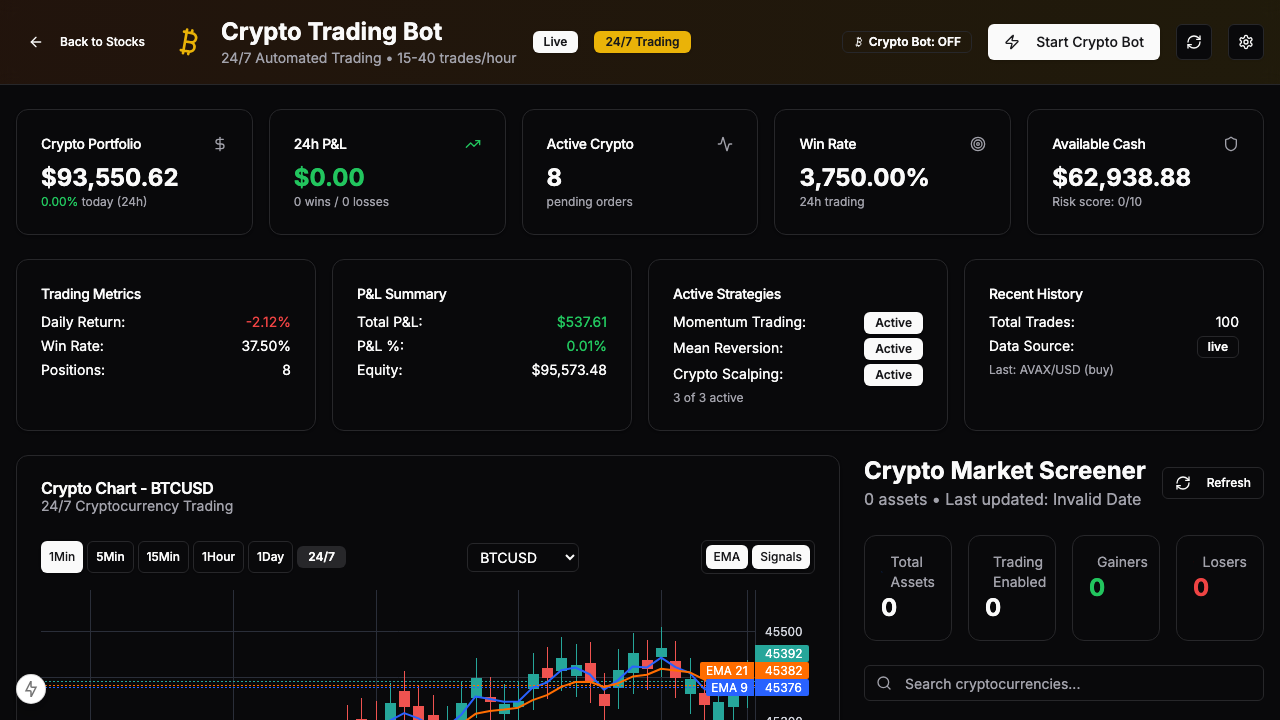 Back to Stocks
Crypto Trading Bot
24/7 Automated Trading • 15-40 trades/hour
Live
24/7 Trading
Crypto Bot: OFF
Start Crypto Bot
Crypto Portfolio
$93,550.62
0.00% today (24h)
24h P&L
$0.00
0 wins / 0 losses
Active Crypto
8
pending orders
Win Rate
3,750.00%
24h trading
Available Cash
$62,938.88
Risk score: 0/10
Trading Metrics
Daily Return: -2.12%
Win Rate: 37.50%
Positions: 8
P&L Summary
Total P&L: $537.61
P&L %: 0.01%
Equity: $95,573.48
Active Strategies
Momentum Trading: Active
Mean Reversion: Active
Crypto Scalping: Active
3 of 3 active
Recent History
Total Trades: 100
Data Source: live
Last: AVAX/USD (buy)
Crypto Chart - BTCUSD
24/7 Cryptocurrency Trading
1Min 5Min 15Min 1Hour 1Day 24/7
BTCUSD
EMA Signals
45500
45392
EMA 21 45382
EMA 9 45376
Crypto Market Screener
0 assets • Last updated: Invalid Date
Refresh
Total Assets
0
Trading Enabled
0
Gainers
0
Losers
0
Search cryptocurrencies...